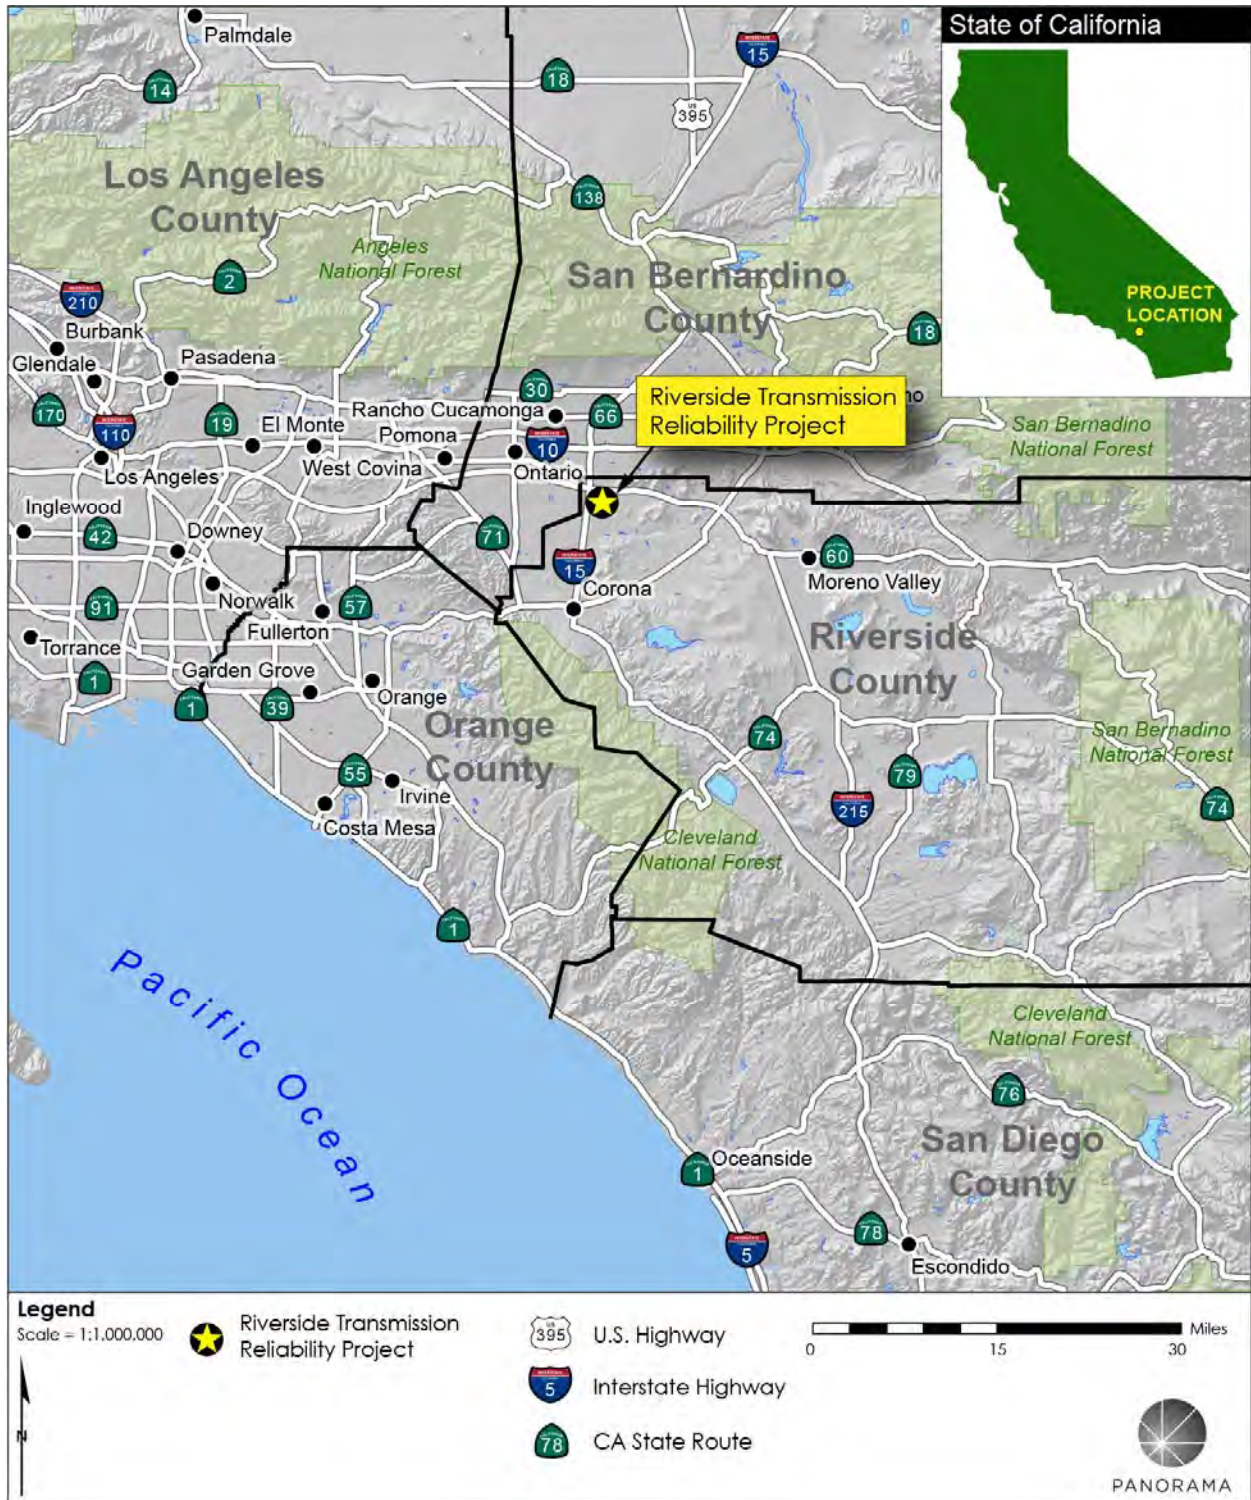 State of California
PROJECT
LOCATION
Palmdale
14
18
15
US
395
Los Angeles
County
138
Angeles
National Forest
2
San Bernardino
County
210
Burbank
Glendale
Pasadena
18
170
110
19
30
Rancho Cucamonga
66
Riverside Transmission
Reliability Project
no
San Bernadino
National Forest
El Monte
Pomona
10
Los Angeles
West Covina
Ontario
Inglewood
42
Downey
71
15
60
Moreno Valley
Corona
91
Norwalk
57
Fullerton
Torrance
Riverside
County
1
Garden Grove
1
39
Orange
Orange
County
74
San Bernadino
National Forest
55
Irvine
79
215
74
Costa Mesa
Cleveland
National Forest
1
Pacific Ocean
Cleveland
National Forest
76
San Diego
County
Oceanside
1
78
5
Escondido
Legend
Scale = 1:1,000,000
Riverside Transmission
Reliability Project
US
395
U.S. Highway
INTERSTATE
5
Interstate Highway
CALIFORNIA
78
CA State Route
Miles
0
15
30
N
PANORAMA